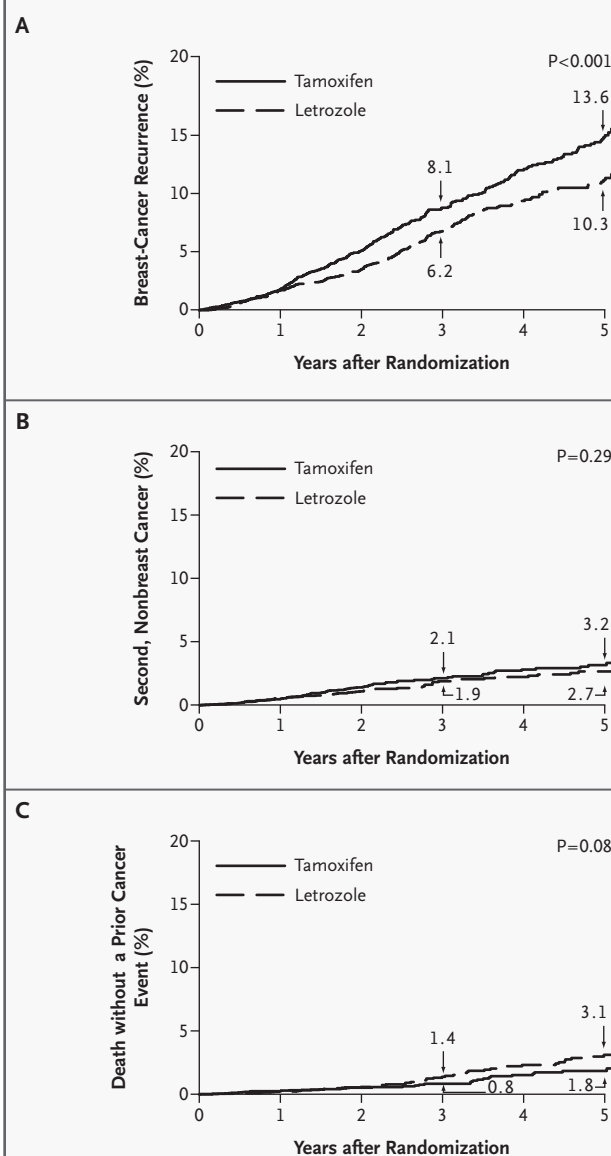 A
Breast-Cancer Recurrence (%)
20
15
10
5
0
Tamoxifen
Letrozole
P<0.001
13.6
8.1
10.3
6.2
0 1 2 3 4 5
Years after Randomization
B
Second, Nonbreast Cancer (%)
20
15
10
5
0
Tamoxifen
Letrozole
P=0.29
3.2
2.1
1.9
2.7
0 1 2 3 4 5
Years after Randomization
C
Death without a Prior Cancer
Event (%)
20
15
10
5
0
Tamoxifen
Letrozole
P=0.08
3.1
1.4
0.8
1.8
0 1 2 3 4 5
Years after Randomization